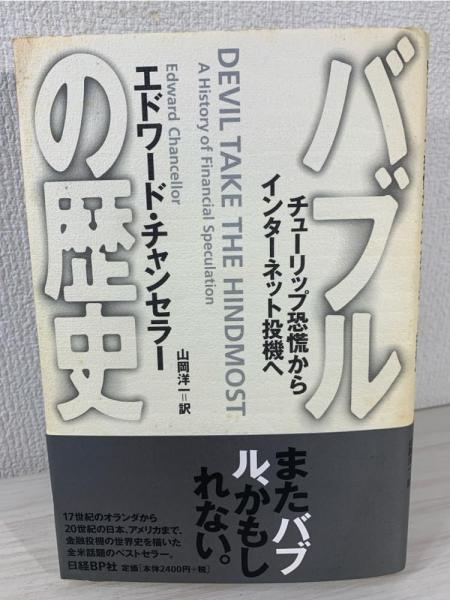 バブル
の歴史
チューリップ恐慌から
インターネット投機へ
DEVIL TAKE THE HINDMOST
A History of Financial Speculation
Edward Chancellor
エドワード・チャンセラー
山岡洋一=訳
また バブ
ル、かもし
れない。
17世紀のオランダから
20世紀の日本、アメリカまで、
金融投機の世界史を描いた
全米話題のベストセラー。
日経BP社 定価[本体2400円+税]